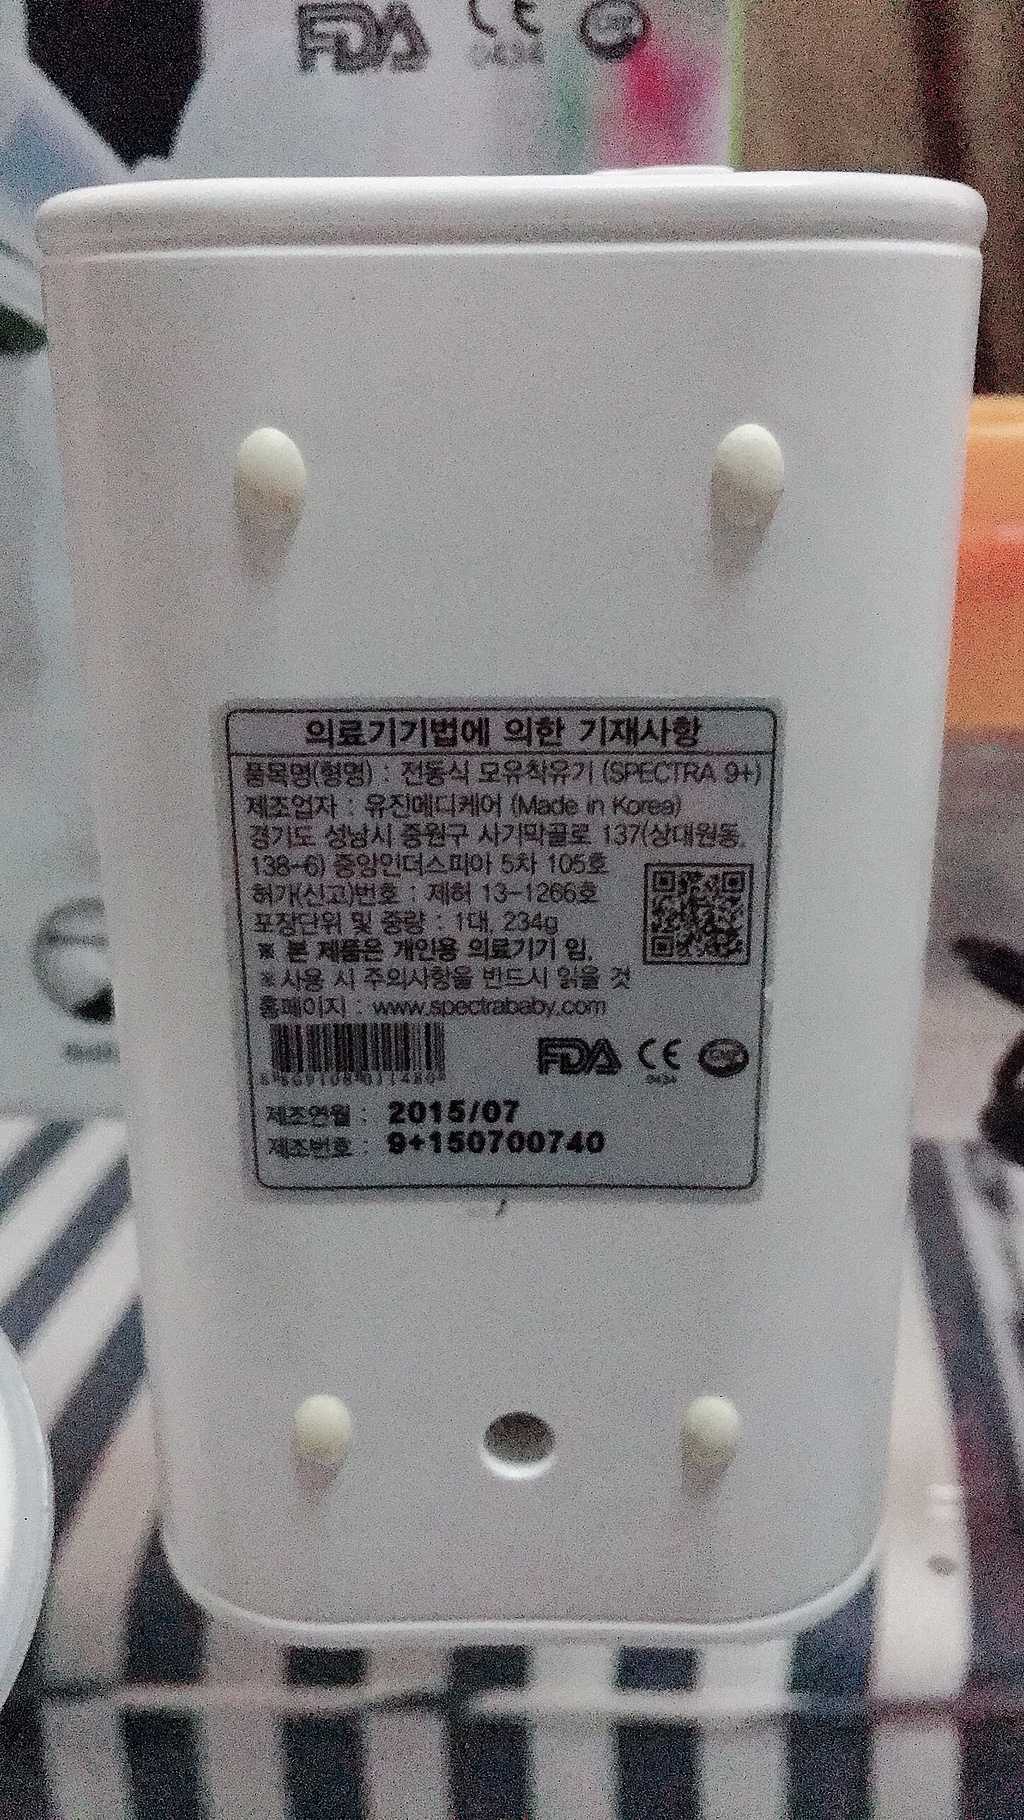 FDA CE
0434
의료기기법에 의한 기재사항
품목명(형명) : 전동식 모유착유기 (SPECTRA 9+)
제조업자 : 유진메디케어 (Made in Korea)
경기도 성남시 중원구 사기막골로 137(상대원동,
138-6) 중앙인더스피아 5차 105호
허가(신고)번호 : 제허 13-1266호
포장단위 및 중량 : 1대, 234g
※ 본 제품은 개인용 의료기기 임.
※사용 시 주의사항을 반드시 읽을 것
홈페이지 : www.spectrababy.com
FDA CE GMP
0434
제조연월 : 2015/07
제조번호 : 9+150700740